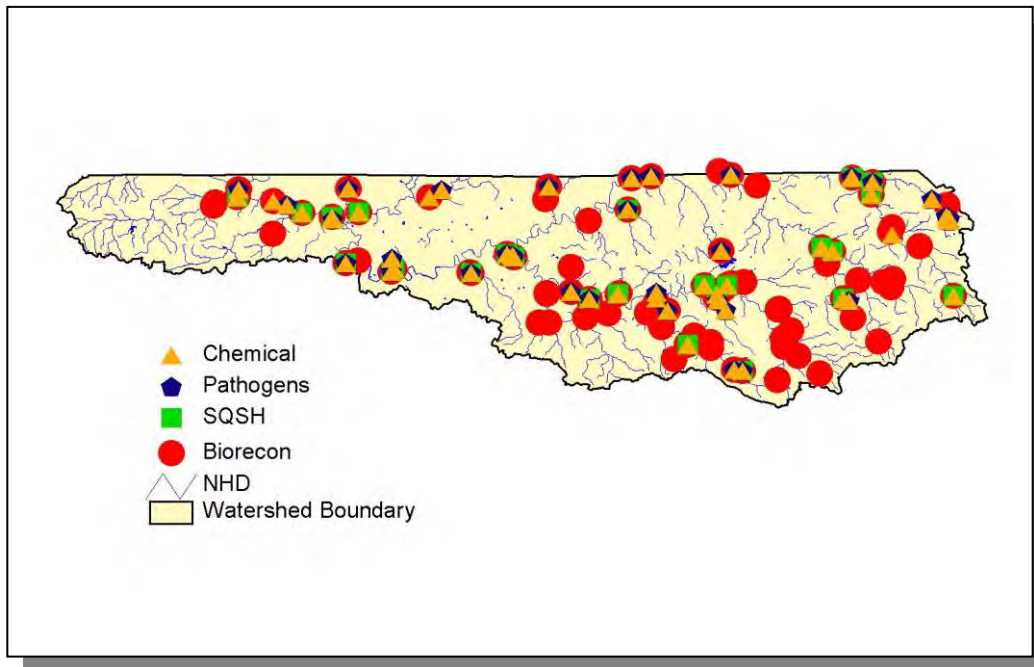 Chemical
Pathogens
SQSH
Biorecon
NHD
Watershed Boundary